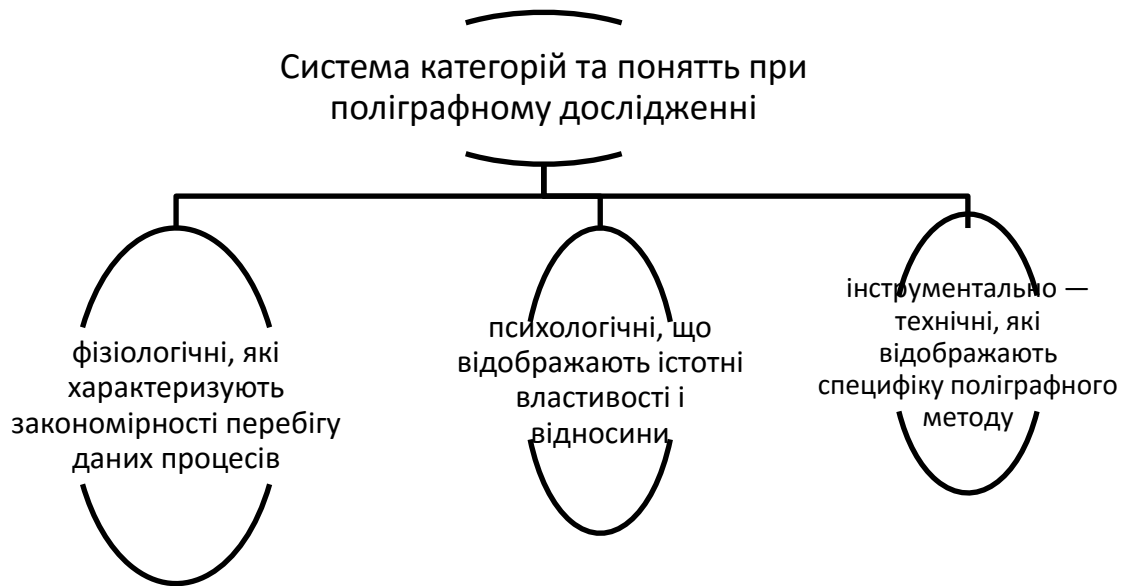 Система категорій та понятть при
поліграфному дослідженні
фізіологічні, які
характеризують
закономірності перебігу
даних процесів
психологічні, що
відображають істотні
властивості і
відносини
інструментально —
технічні, які
відображають
специфіку поліграфного
методу